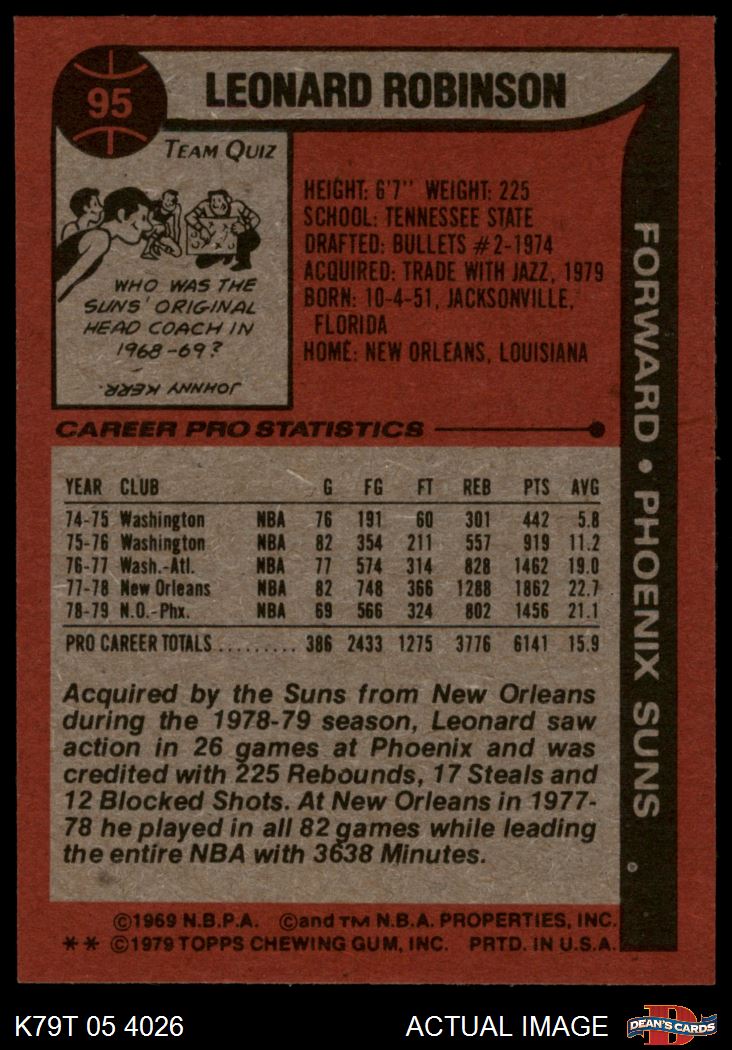 95
LEONARD ROBINSON
TEAM QUIZ
WHO WAS THE
SUNS' ORIGINAL
HEAD COACH IN
1968-69?
JOHNNY KERR.
HEIGHT: 6'7" WEIGHT: 225
SCHOOL: TENNESSEE STATE
DRAFTED: BULLETS #2-1974
ACQUIRED: TRADE WITH JAZZ, 1979
BORN: 10-4-51, JACKSONVILLE,
FLORIDA
HOME: NEW ORLEANS, LOUISIANA
FORWARD • PHOENIX SUNS
CAREER PRO STATISTICS
YEAR CLUB G FG FT REB PTS AVG
74-75 Washington NBA 76 191 60 301 442 5.8
75-76 Washington NBA 82 354 211 557 919 11.2
76-77 Wash.-Atl. NBA 77 574 314 828 1462 19.0
77-78 New Orleans NBA 82 748 366 1288 1862 22.7
78-79 N.O.-Phx. NBA 69 566 324 802 1456 21.1
PRO CAREER TOTALS ......... 386 2433 1275 3776 6141 15.9
Acquired by the Suns from New Orleans
during the 1978-79 season, Leonard saw
action in 26 games at Phoenix and was
credited with 225 Rebounds, 17 Steals and
12 Blocked Shots. At New Orleans in 1977-
78 he played in all 82 games while leading
the entire NBA with 3638 Minutes.
©1969 N.B.P.A. ©and TM N.B.A. PROPERTIES, INC.
** ©1979 TOPPS CHEWING GUM, INC. PRTD. IN U.S.A.
K79T 05 4026
ACTUAL IMAGE
D
DEAN'S CARDS